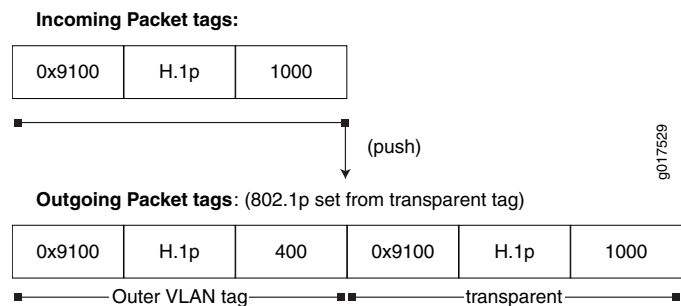 Incoming Packet tags:
0x9100 H.1p 1000
(push)
g017529
Outgoing Packet tags: (802.1p set from transparent tag)
0x9100 H.1p 400 0x9100 H.1p 1000
Outer VLAN tag transparent